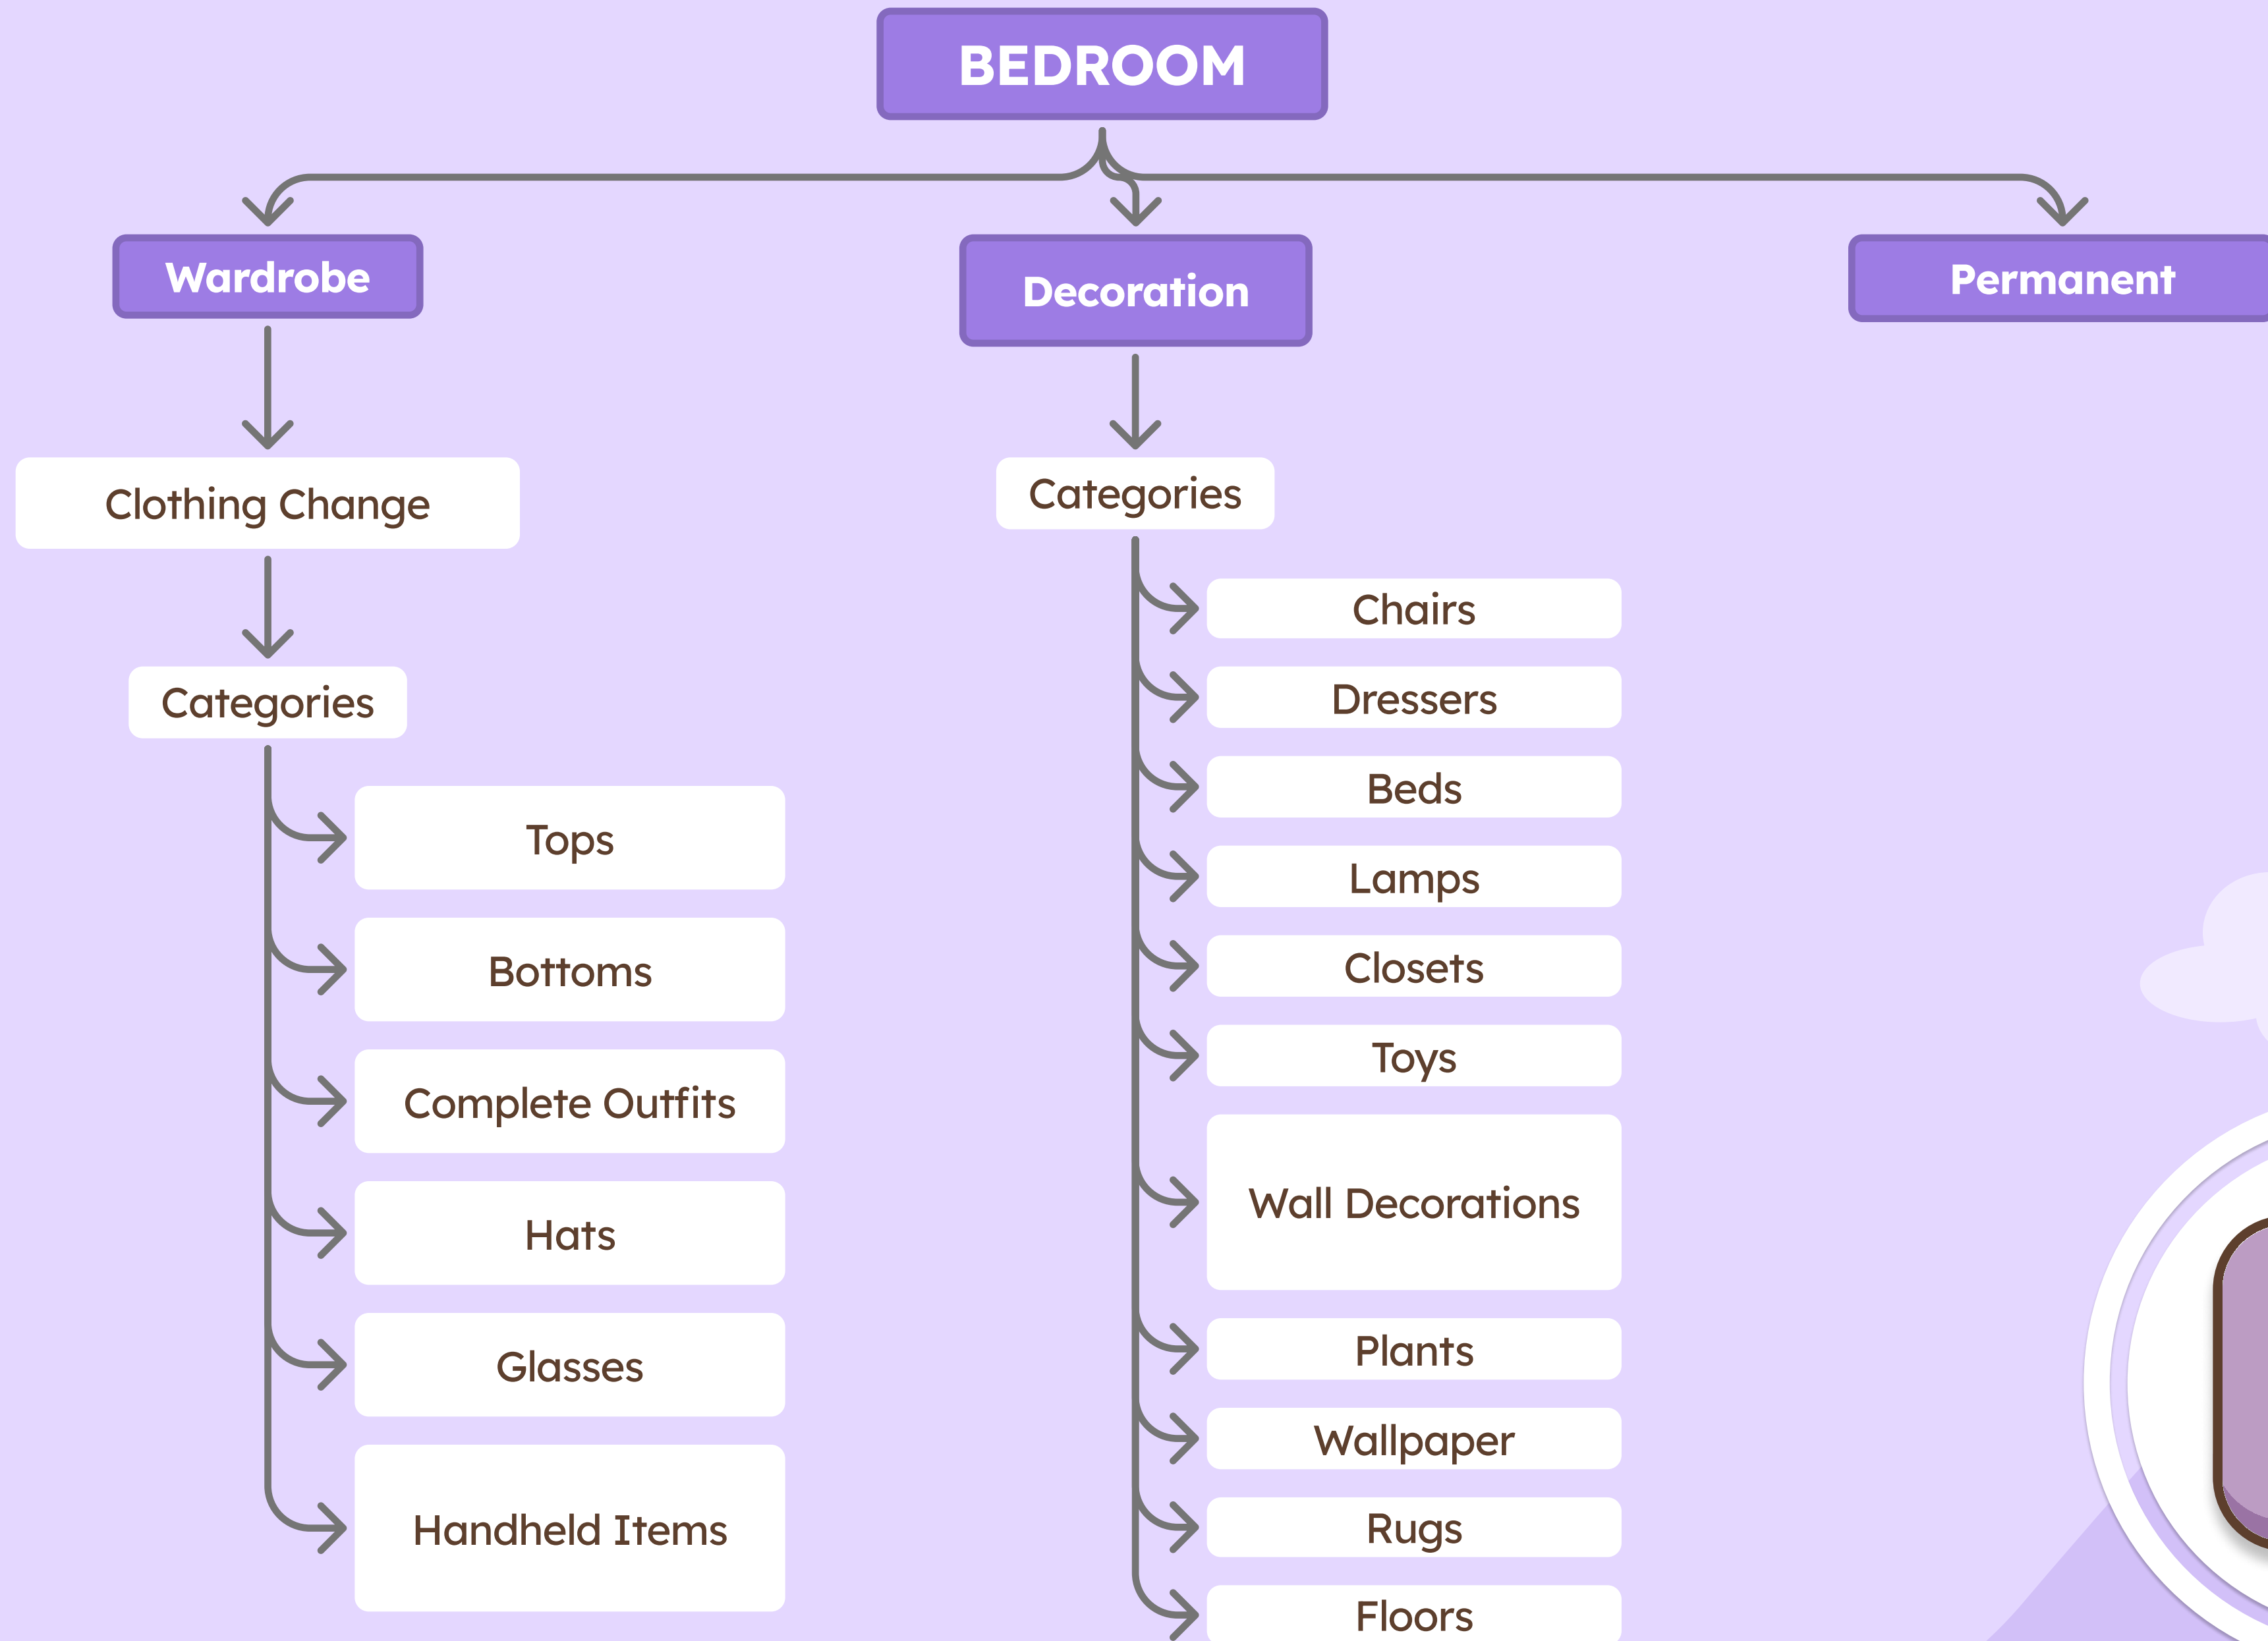 BEDROOM
Wardrobe
Decoration
Permanent
Clothing Change
Categories
Categories
Tops
Bottoms
Complete Outfits
Hats
Glasses
Handheld Items
Chairs
Dressers
Beds
Lamps
Closets
Toys
Wall Decorations
Plants
Wallpaper
Rugs
Floors